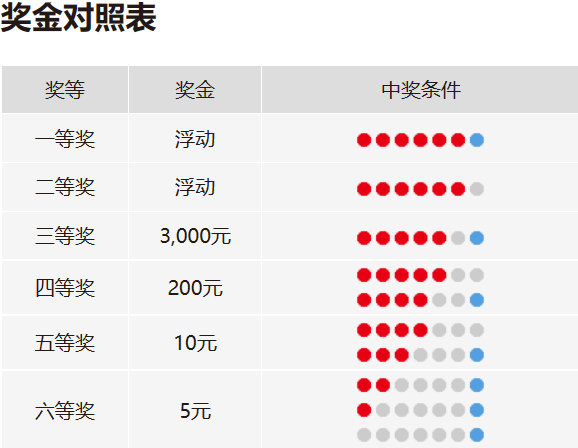 奖金对照表
奖等 奖金 中奖条件
一等奖 浮动
二等奖 浮动
三等奖 3,000元
四等奖 200元
五等奖 10元
六等奖 5元